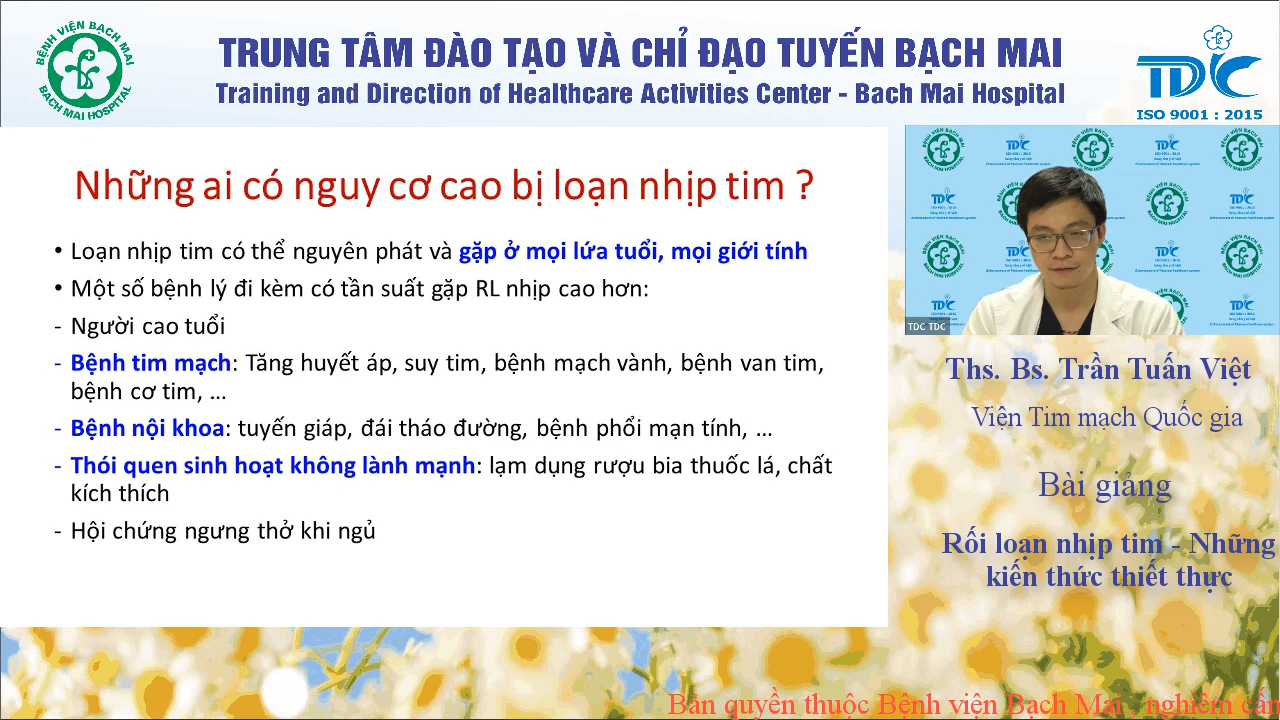 BỆNH VIỆN BẠCH MAI
BACH MAI HOSPITAL
TRUNG TÂM ĐÀO TẠO VÀ CHỈ ĐẠO TUYẾN BẠCH MAI
Training and Direction of Healthcare Activities Center - Bach Mai Hospital
TDC
ISO 9001 : 2015
Những ai có nguy cơ cao bị loạn nhịp tim ?
• Loạn nhịp tim có thể nguyên phát và gặp ở mọi lứa tuổi, mọi giới tính
• Một số bệnh lý đi kèm có tần suất gặp RL nhịp cao hơn:
- Người cao tuổi
- Bệnh tim mạch: Tăng huyết áp, suy tim, bệnh mạch vành, bệnh van tim,
bệnh cơ tim, ...
- Bệnh nội khoa: tuyến giáp, đái tháo đường, bệnh phổi mạn tính, ...
- Thói quen sinh hoạt không lành mạnh: lạm dụng rượu bia thuốc lá, chất
kích thích
- Hội chứng ngưng thở khi ngủ
TDC TDC
Ths. Bs. Trần Tuấn Việt
Viện Tim mạch Quốc gia
Bài giảng
Rối loạn nhịp tim - Những
kiến thức thiết thực
Bản quyền thuộc Bệnh viện Bạch Mai , nghiêm cấn